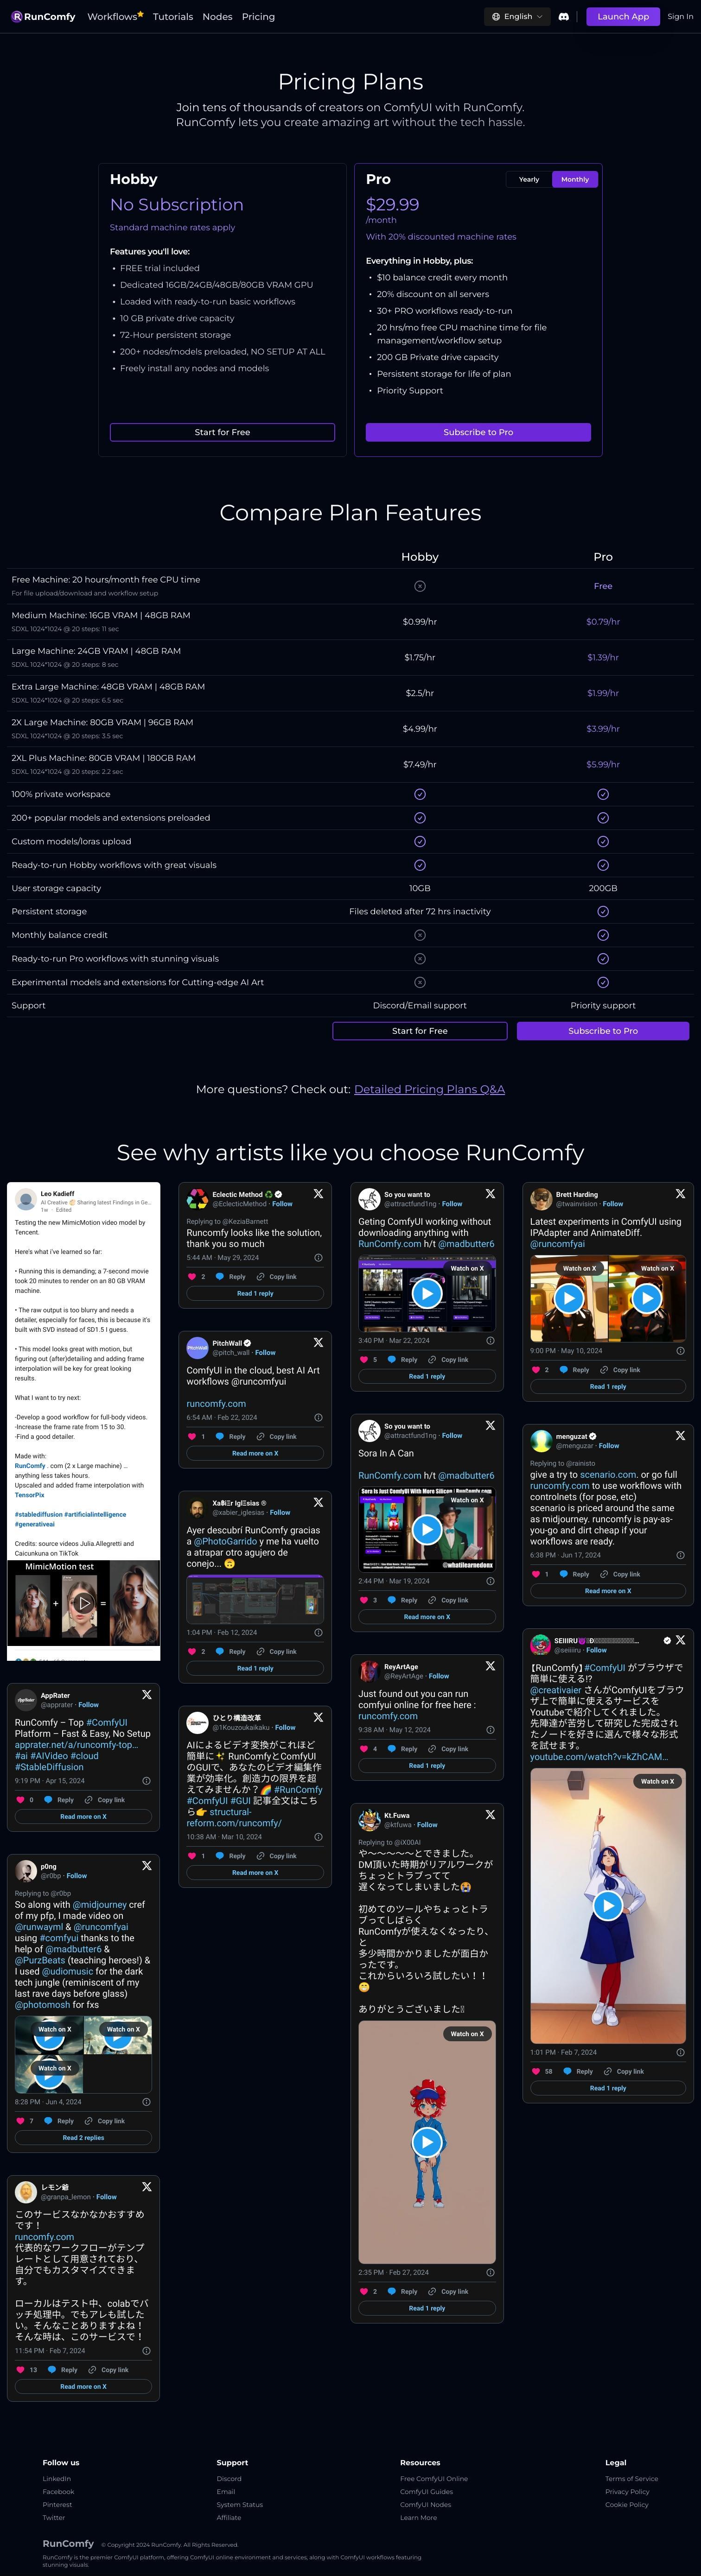 RunComfy
Workflows
Tutorials
Nodes
Pricing
English
Launch App
Sign In
Pricing Plans
Join tens of thousands of creators on ComfyUI with RunComfy.
RunComfy lets you create amazing art without the tech hassle.
Hobby
No Subscription
Standard machine rates apply
Features you'll love:
• FREE trial included
• Dedicated 16GB/24GB/48GB/80GB VRAM GPU
• Loaded with ready-to-run basic workflows
• 10 GB private drive capacity
• 72-Hour persistent storage
• 200+ nodes/models preloaded, NO SETUP AT ALL
• Freely install any nodes and models
Start for Free
Pro
Yearly
Monthly
$29.99
/month
With 20% discounted machine rates
Everything in Hobby, plus:
• $10 balance credit every month
• 20% discount on all servers
• 30+ PRO workflows ready-to-run
• 20 hrs/mo free CPU machine time for file
management/workflow setup
• 200 GB Private drive capacity
• Persistent storage for life of plan
• Priority Support
Subscribe to Pro
Compare Plan Features
Hobby Pro
Free Machine: 20 hours/month free CPU time
For file upload/download and workflow setup
Free
Medium Machine: 16GB VRAM | 48GB RAM
SDXL 1024*1024 @ 20 steps: 11 sec
$0.99/hr $0.79/hr
Large Machine: 24GB VRAM | 48GB RAM
SDXL 1024*1024 @ 20 steps: 8 sec
$1.75/hr $1.39/hr
Extra Large Machine: 48GB VRAM | 48GB RAM
SDXL 1024*1024 @ 20 steps: 6.5 sec
$2.5/hr $1.99/hr
2X Large Machine: 80GB VRAM | 96GB RAM
SDXL 1024*1024 @ 20 steps: 3.5 sec
$4.99/hr $3.99/hr
2XL Plus Machine: 80GB VRAM | 180GB RAM
SDXL 1024*1024 @ 20 steps: 2.2 sec
$7.49/hr $5.99/hr
100% private workspace
200+ popular models and extensions preloaded
Custom models/loras upload
Ready-to-run Hobby workflows with great visuals
User storage capacity 10GB 200GB
Persistent storage Files deleted after 72 hrs inactivity
Monthly balance credit
Ready-to-run Pro workflows with stunning visuals
Experimental models and extensions for Cutting-edge AI Art
Support Discord/Email support Priority support
Start for Free Subscribe to Pro
More questions? Check out: Detailed Pricing Plans Q&A
See why artists like you choose RunComfy
Leo Kadieff
AI Creative Sharing latest Findings in Ge...
1w · Edited
Testing the new MimicMotion video model by
Tencent.
Here's what i've learned so far:
• Running this is demanding; a 7-second movie
took 20 minutes to render on an 80 GB VRAM
machine.
• The raw output is too blurry and needs a
detailer, especially for faces, this is because it's
built with SVD instead of SD1.5 I guess.
• This model looks great with motion, but
figuring out (after)detailing and adding frame
interpolation will be key for great looking
results.
What I want to try next:
-Develop a good workflow for full-body videos.
-Increase the frame rate from 15 to 30.
-Find a good detailer.
Made with:
RunComfy . com (2 x Large machine) ...
anything less takes hours.
Upscaled and added frame interpolation with
TensorPix
#stablediffusion #artificialintelligence
#generativeai
Credits: source videos Julia.Allegretti and
Caicunkuna on TikTok
MimicMotion test
AppRater
@apprater · Follow
RunComfy – Top #ComfyUI
Platform – Fast & Easy, No Setup
apprater.net/a/runcomfy-top...
#ai #AIVideo #cloud
#StableDiffusion
9:19 PM · Apr 15, 2024
0 Reply Copy link
Read more on X
p0ng
@r0bp · Follow
Replying to @r0bp
So along with @midjourney cref
of my pfp, I made video on
@runwayml & @runcomfyai
using #comfyui thanks to the
help of @madbutter6 &
@PurzBeats (teaching heroes!) &
I used @udiomusic for the dark
tech jungle (reminiscent of my
last rave days before glass)
@photomosh for fxs
Watch on X
Watch on X
Watch on X
8:28 PM · Jun 4, 2024
7 Reply Copy link
Read 2 replies
レモン爺
@granpa_lemon · Follow
このサービスなかなかおすすめ
です！
runcomfy.com
代表的なワークフローがテンプ
レートとして用意されており、
自分でもカスタマイズできま
す。
ローカルはテスト中、colabでバ
ッチ処理中。でもアレも試した
い。そんなことありますよね！
そんな時は、このサービスで！
11:54 PM · Feb 7, 2024
13 Reply Copy link
Read more on X
Eclectic Method
@EclecticMethod · Follow
Replying to @KeziaBarnett
Runcomfy looks like the solution,
thank you so much
5:44 AM · May 29, 2024
2 Reply Copy link
Read 1 reply
PitchWall
@pitch_wall · Follow
ComfyUI in the cloud, best AI Art
workflows @runcomfyui
runcomfy.com
6:54 AM · Feb 22, 2024
1 Reply Copy link
Read more on X
@xabier_iglesias · Follow
Ayer descubrí RunComfy gracias
a @PhotoGarrido y me ha vuelto
a atrapar otro agujero de
conejo... 🙃
1:04 PM · Feb 12, 2024
2 Reply Copy link
Read 1 reply
ひとり構造改革
@1Kouzoukaikaku · Follow
AIによるビデオ変換がこれほど
簡単に✨ RunComfyとComfyUI
のGUIで、あなたのビデオ編集作
業が効率化。創造力の限界を超
えてみませんか？🌈 #RunComfy
#ComfyUI #GUI 記事全文はこち
ら👉 structural-
reform.com/runcomfy/
10:38 AM · Mar 10, 2024
1 Reply Copy link
Read more on X
So you want to
@attractfund1ng · Follow
Geting ComfyUI working without
downloading anything with
RunComfy.com h/t @madbutter6
Watch on X
3:40 PM · Mar 22, 2024
5 Reply Copy link
Read 1 reply
So you want to
@attractfund1ng · Follow
Sora In A Can
RunComfy.com h/t @madbutter6
Sora Is Just ComfyUI With More Silicon
Watch on X
@whatilearnedonx
2:44 PM · Mar 19, 2024
3 Reply Copy link
Read more on X
ReyArtAge
@ReyArtAge · Follow
Just found out you can run
comfyui online for free here :
runcomfy.com
9:38 AM · May 12, 2024
4 Reply Copy link
Read 1 reply
Kt.Fuwa
@ktfuwa · Follow
Replying to @iX00AI
や〜〜〜〜〜とできました。
DM頂いた時期がリアルワークが
ちょっとトラブってて
遅くなってしまいました😭
初めてのツールやちょっとトラ
ブってしばらく
RunComfyが使えなくなったり、
と
多少時間かかりましたが面白か
ったです。
これからいろいろ試したい！！
😁
ありがとうございました
Watch on X
2:35 PM · Feb 27, 2024
2 Reply Copy link
Read 1 reply
Brett Harding
@twainvision · Follow
Latest experiments in ComfyUI using
IPAdapter and AnimateDiff.
@runcomfyai
Watch on X
Watch on X
9:00 PM · May 10, 2024
2 Reply Copy link
Read 1 reply
menguzat
@menguzar · Follow
Replying to @rainisto
give a try to scenario.com. or go full
runcomfy.com to use workflows with
controlnets (for pose, etc)
scenario is priced around the same
as midjourney. runcomfy is pay-as-
you-go and dirt cheap if your
workflows are ready.
6:38 PM · Jun 17, 2024
1 Reply Copy link
Read more on X
SEIIIRU
@seiiiru · Follow
【RunComfy】#ComfyUI がブラウザで
簡単に使える!?
@creativaier さんがComfyUIをブラウ
ザ上で簡単に使えるサービスを
Youtubeで紹介してくれました。
先陣達が苦労して研究した完成され
たノードを好きに選んで様々な形式
を試せます。
youtube.com/watch?v=kZhCAM...
Watch on X
1:01 PM · Feb 7, 2024
58 Reply Copy link
Read 1 reply
Follow us
LinkedIn
Facebook
Pinterest
Twitter
Support
Discord
Email
System Status
Affiliate
Resources
Free ComfyUI Online
ComfyUI Guides
ComfyUI Nodes
Learn More
Legal
Terms of Service
Privacy Policy
Cookie Policy
RunComfy © Copyright 2024 RunComfy. All Rights Reserved.
RunComfy is the premier ComfyUI platform, offering ComfyUI online environment and services, along with ComfyUI workflows featuring
stunning visuals.